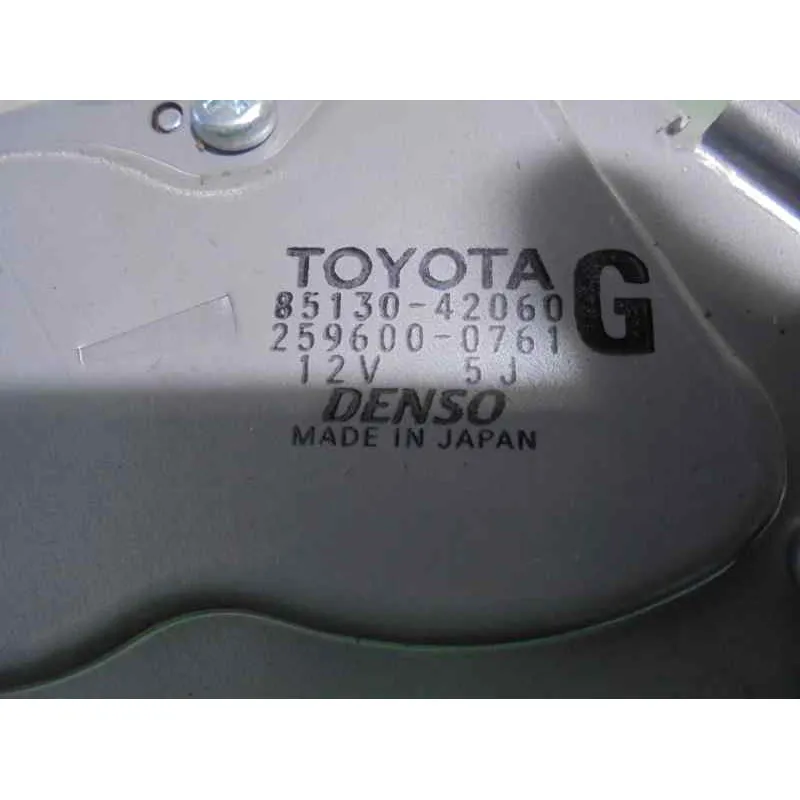 TOYOTA G
85130-42060
259600-0761
12V 5J
DENSO
MADE IN JAPAN